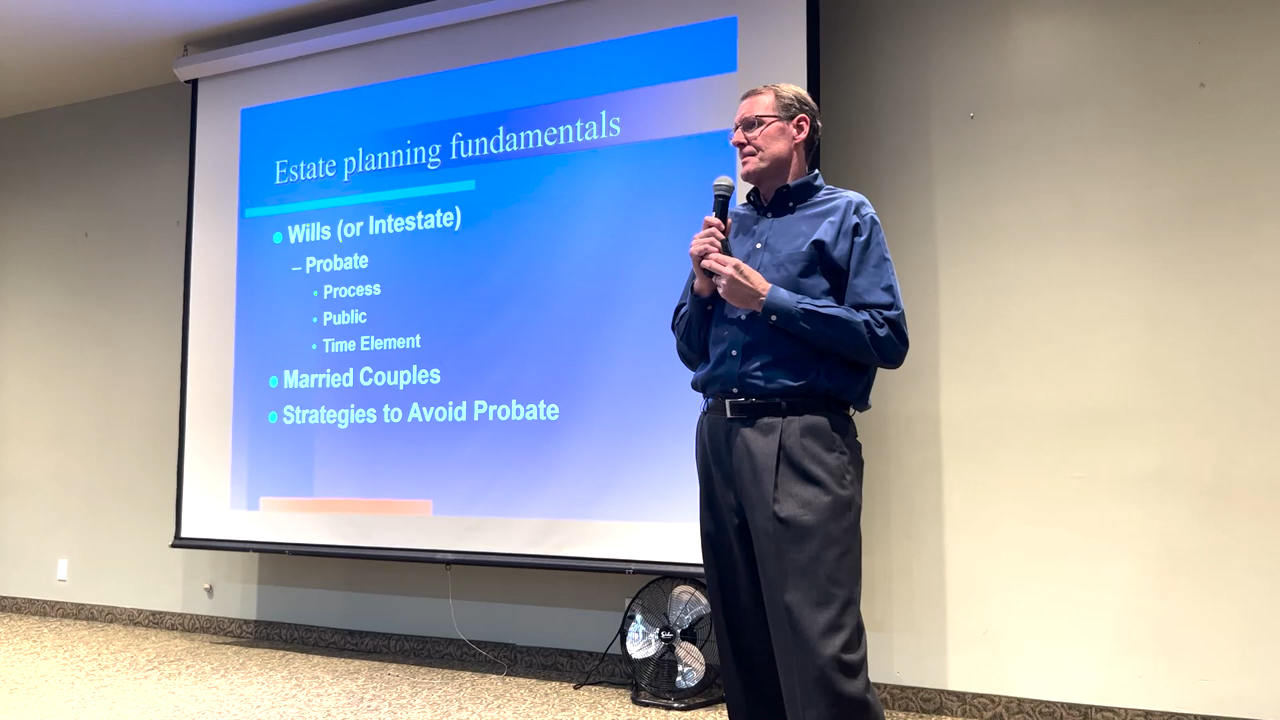 Estate planning fundamentals
Wills (or Intestate)
– Probate
Process
Public
Time Element
Married Couples
Strategies to Avoid Probate